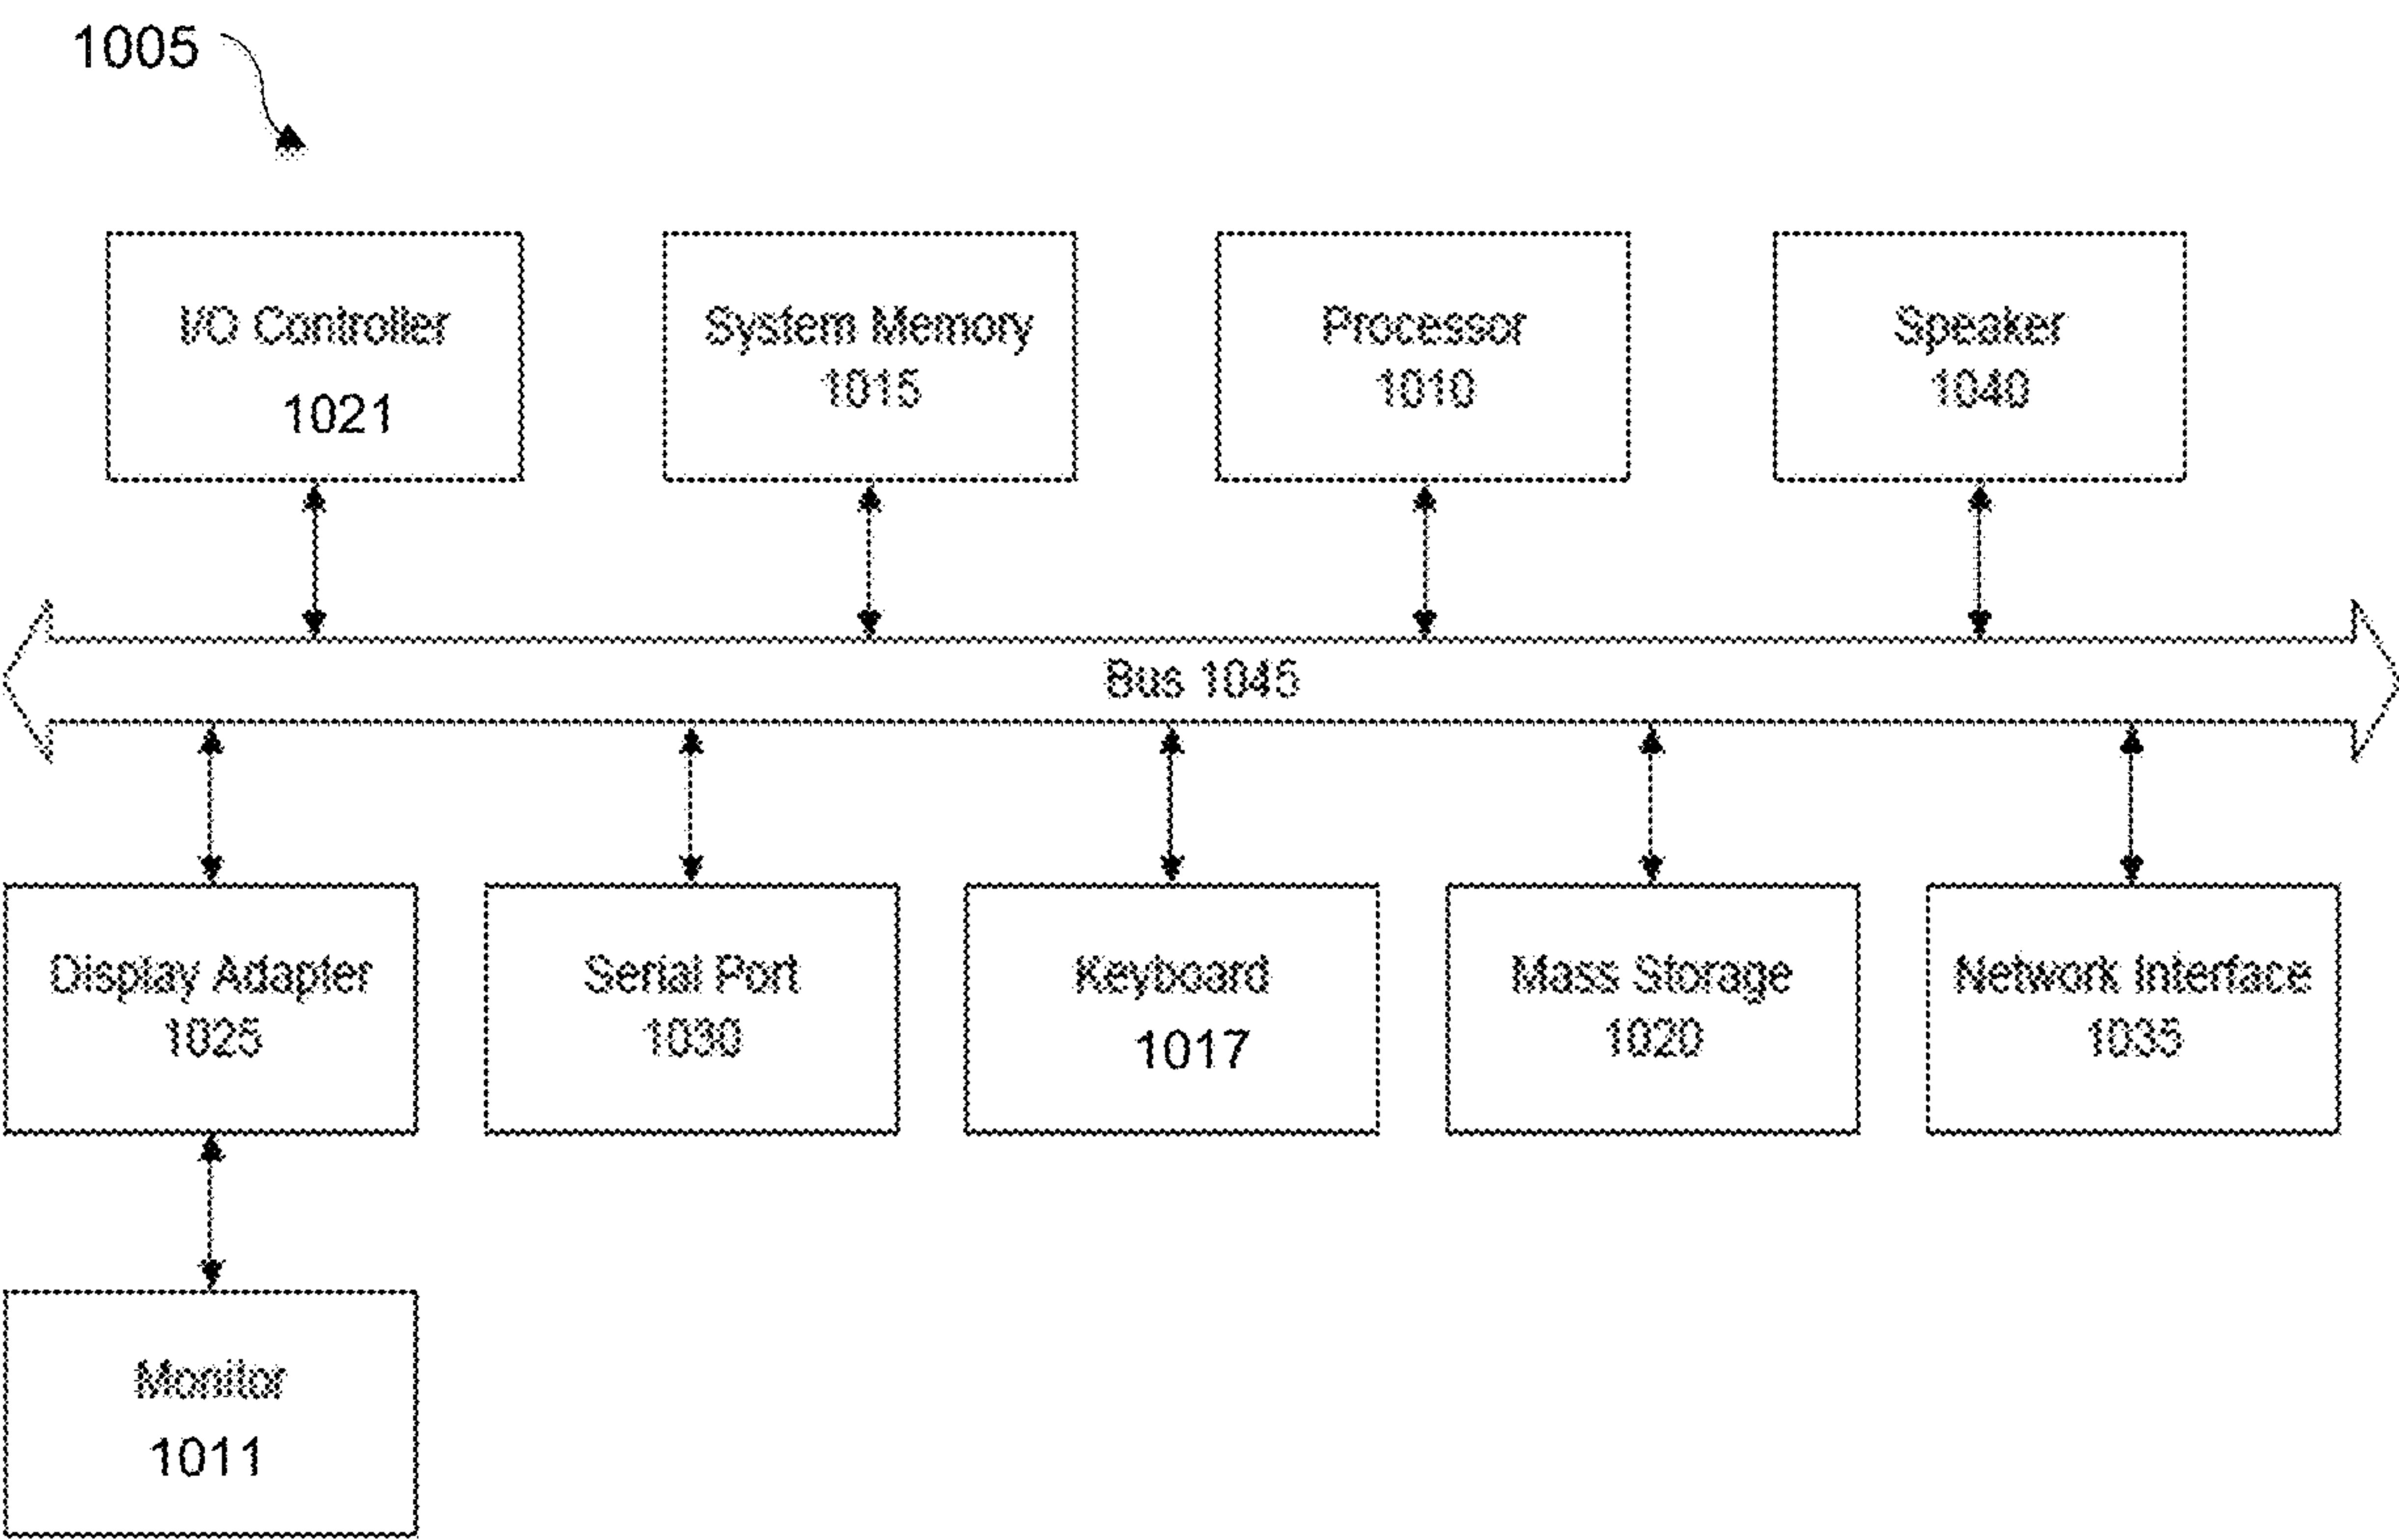 1005
I/O Controller
1021
System Memory
1015
Processor
1010
Speaker
1040
Bus 1045
Display Adapter
1025
Serial Port
1030
Keyboard
1017
Mass Storage
1020
Network Interface
1035
Monitor
1011